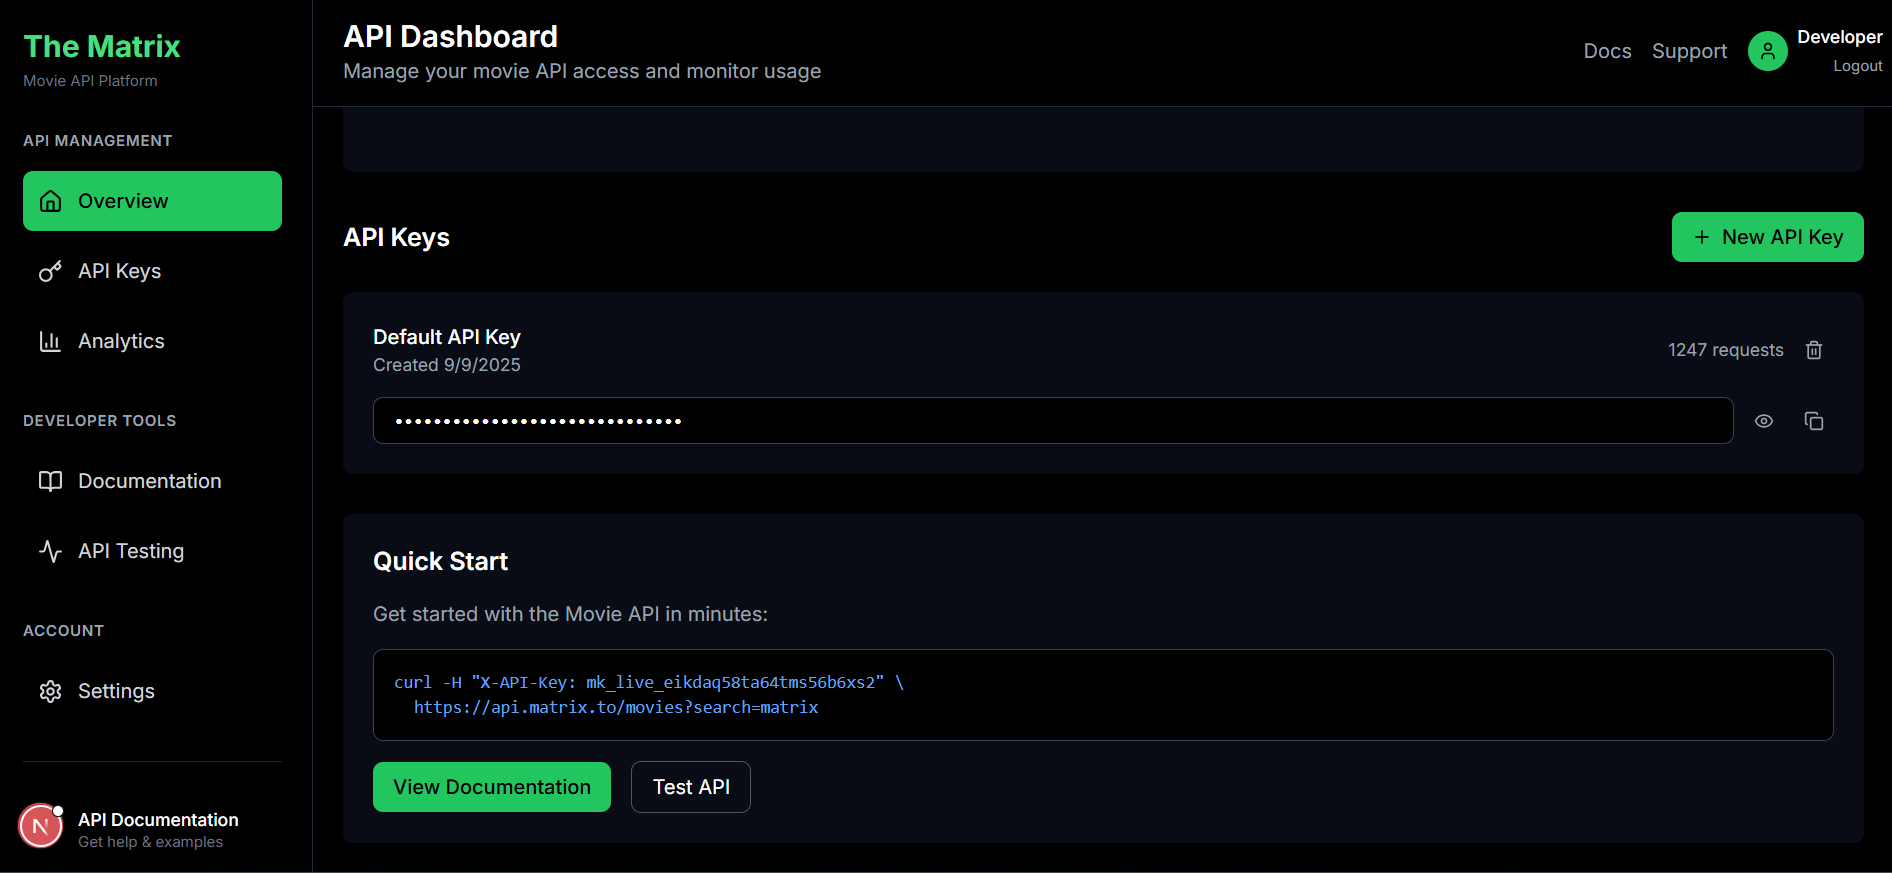 The Matrix
Movie API Platform
API MANAGEMENT
Overview
API Keys
Analytics
DEVELOPER TOOLS
Documentation
API Testing
ACCOUNT
Settings
N
API Documentation
Get help & examples
API Dashboard
Manage your movie API access and monitor usage
Docs
Support
Developer
Logout
API Keys
+ New API Key
Default API Key
Created 9/9/2025
1247 requests
••••••••••••••••••••••••••••••
Quick Start
Get started with the Movie API in minutes:
curl -H "X-API-Key: mk_live_eikdaq58ta64tms56b6xs2" \
https://api.matrix.to/movies?search=matrix
View Documentation
Test API